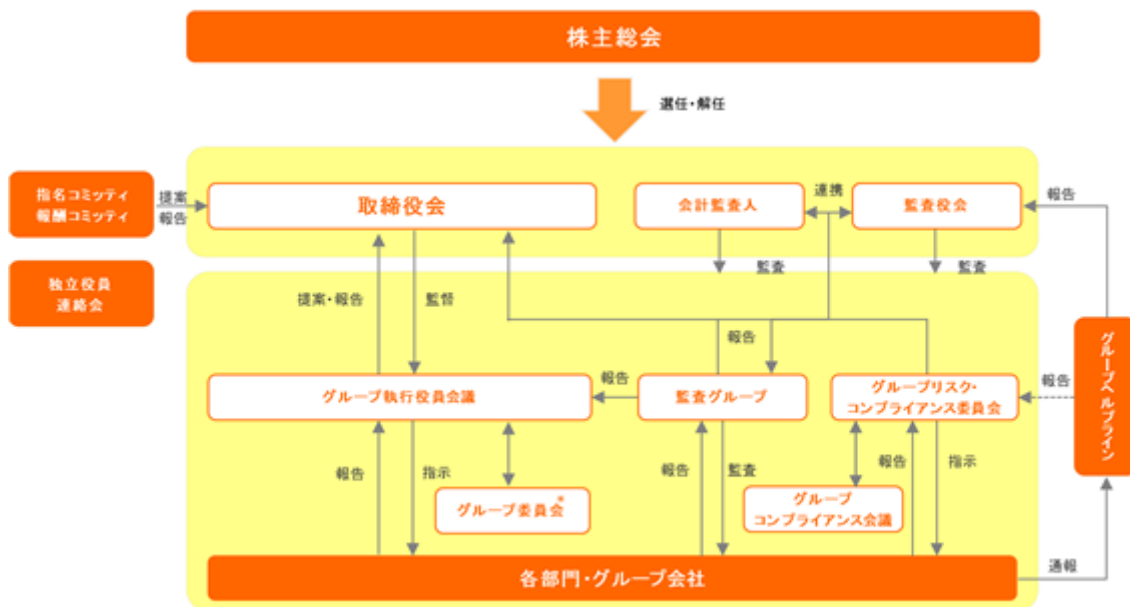 株主総会
選任・解任
指名コミッティ
報酬コミッティ
提案
報告
取締役会
会計監査人
連携
監査役会
報告
独立役員
連絡会
監査
監査
提案・報告
監督
報告
グループ執行役員会議
報告
監査グループ
グループリスク・
コンプライアンス委員会
報告
グループヘルプライン
報告
指示
グループ委員会*
報告
監査
グループ
コンプライアンス会議
報告
指示
各部門・グループ会社
通報